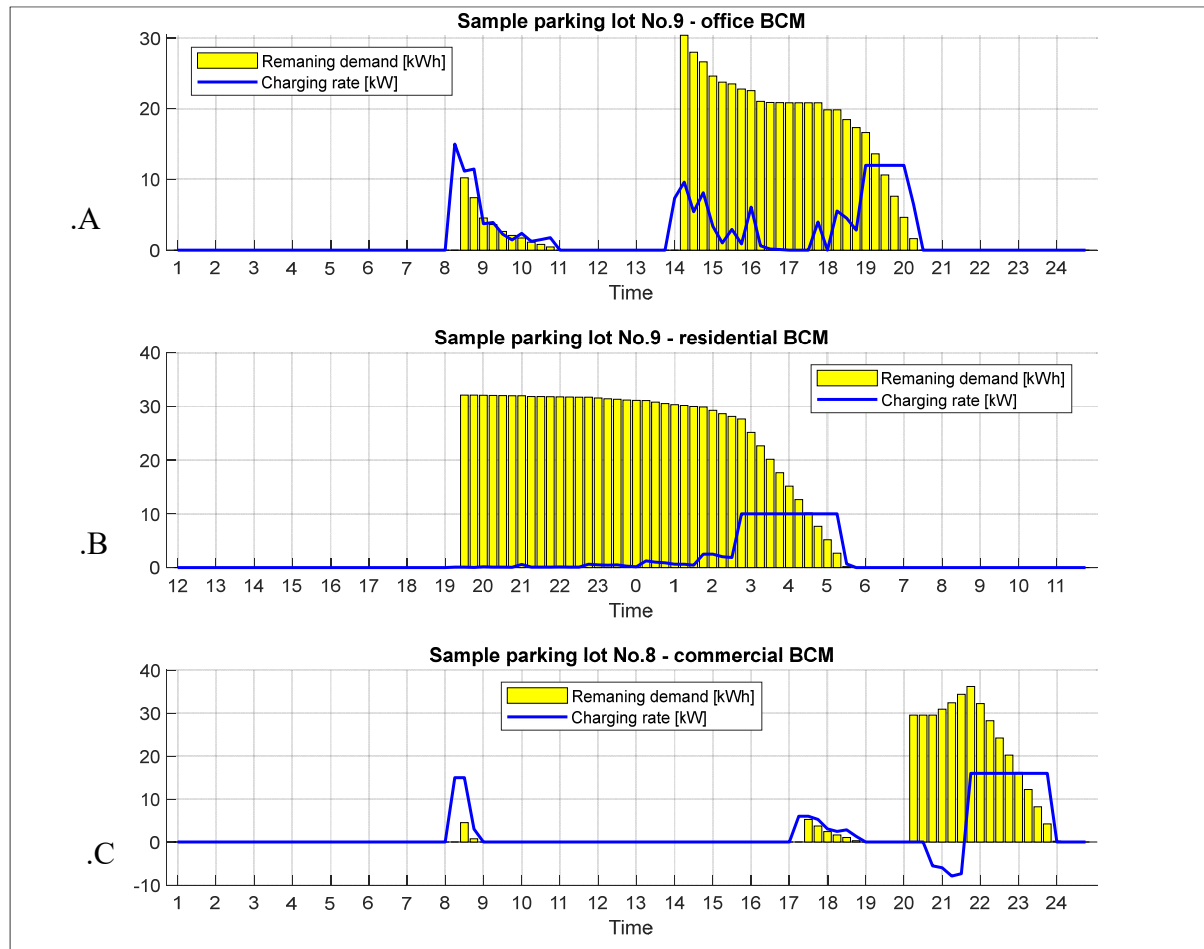 Sample parking lot No.9 - office BCM
30
20
10
0
Remaning demand [kWh]
Charging rate [kW]
.A
1 2 3 4 5 6 7 8 9 10 11 12 13 14 15 16 17 18 19 20 21 22 23 24
Time
Sample parking lot No.9 - residential BCM
40
30
20
10
0
Remaning demand [kWh]
Charging rate [kW]
.B
12 13 14 15 16 17 18 19 20 21 22 23 0 1 2 3 4 5 6 7 8 9 10 11
Time
Sample parking lot No.8 - commercial BCM
40
30
20
10
0
-10
Remaning demand [kWh]
Charging rate [kW]
.C
1 2 3 4 5 6 7 8 9 10 11 12 13 14 15 16 17 18 19 20 21 22 23 24
Time